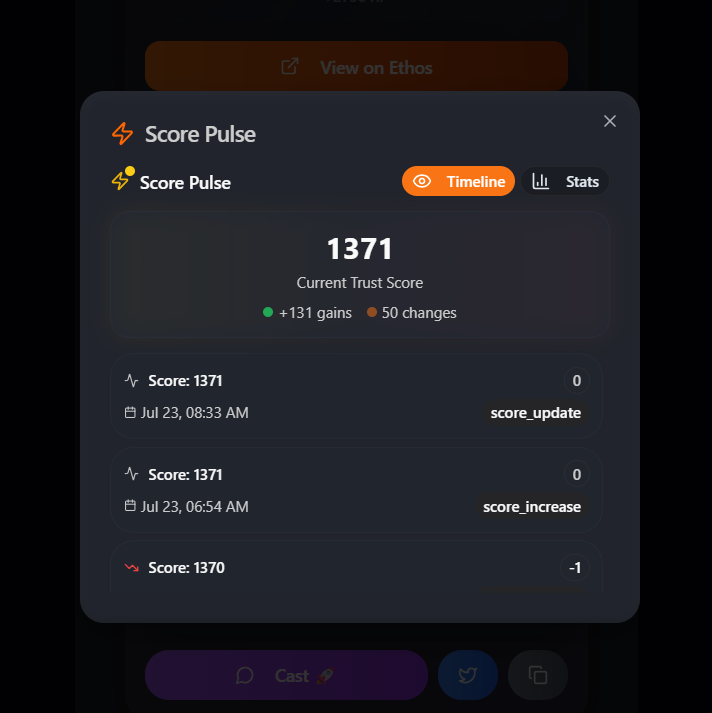 View on Ethos
Score Pulse
Score Pulse
Timeline
Stats
1371
Current Trust Score
+131 gains
50 changes
Score: 1371
0
Jul 23, 08:33 AM
score_update
Score: 1371
0
Jul 23, 06:54 AM
score_increase
Score: 1370
-1
Cast 🚀